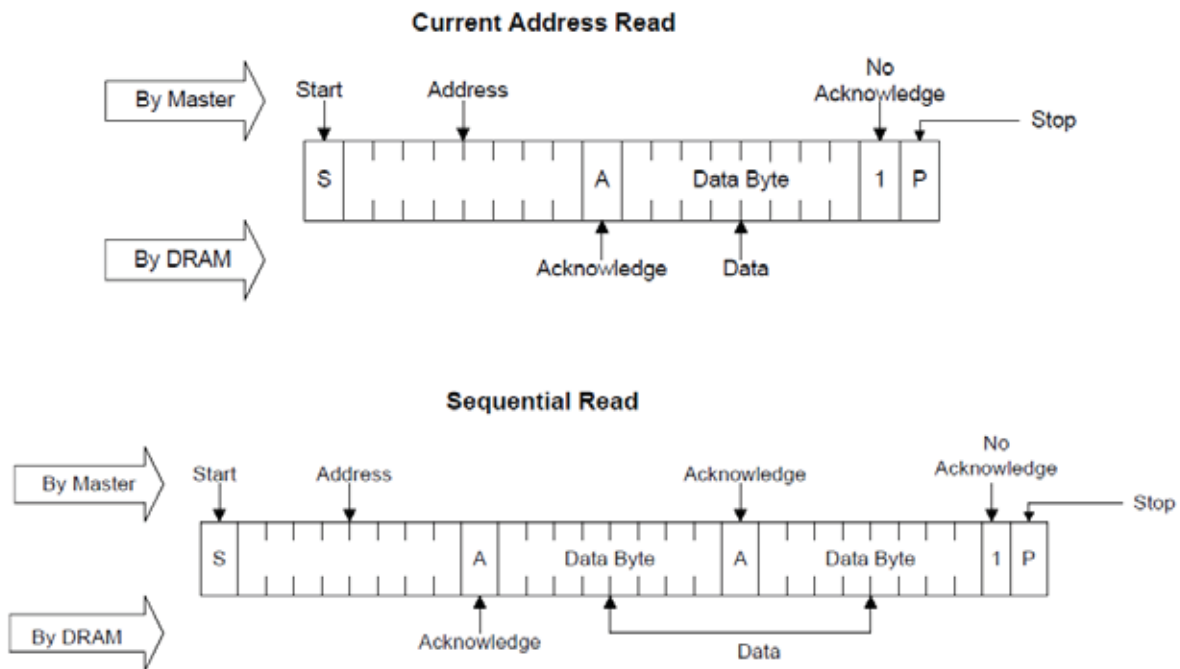 Current Address Read
By Master
Start
Address
No
Acknowledge
Stop
S
A
Data Byte
1
P
By DRAM
Acknowledge
Data
Sequential Read
By Master
Start
Address
Acknowledge
No
Acknowledge
Stop
S
A
Data Byte
A
Data Byte
1
P
By DRAM
Acknowledge
Data